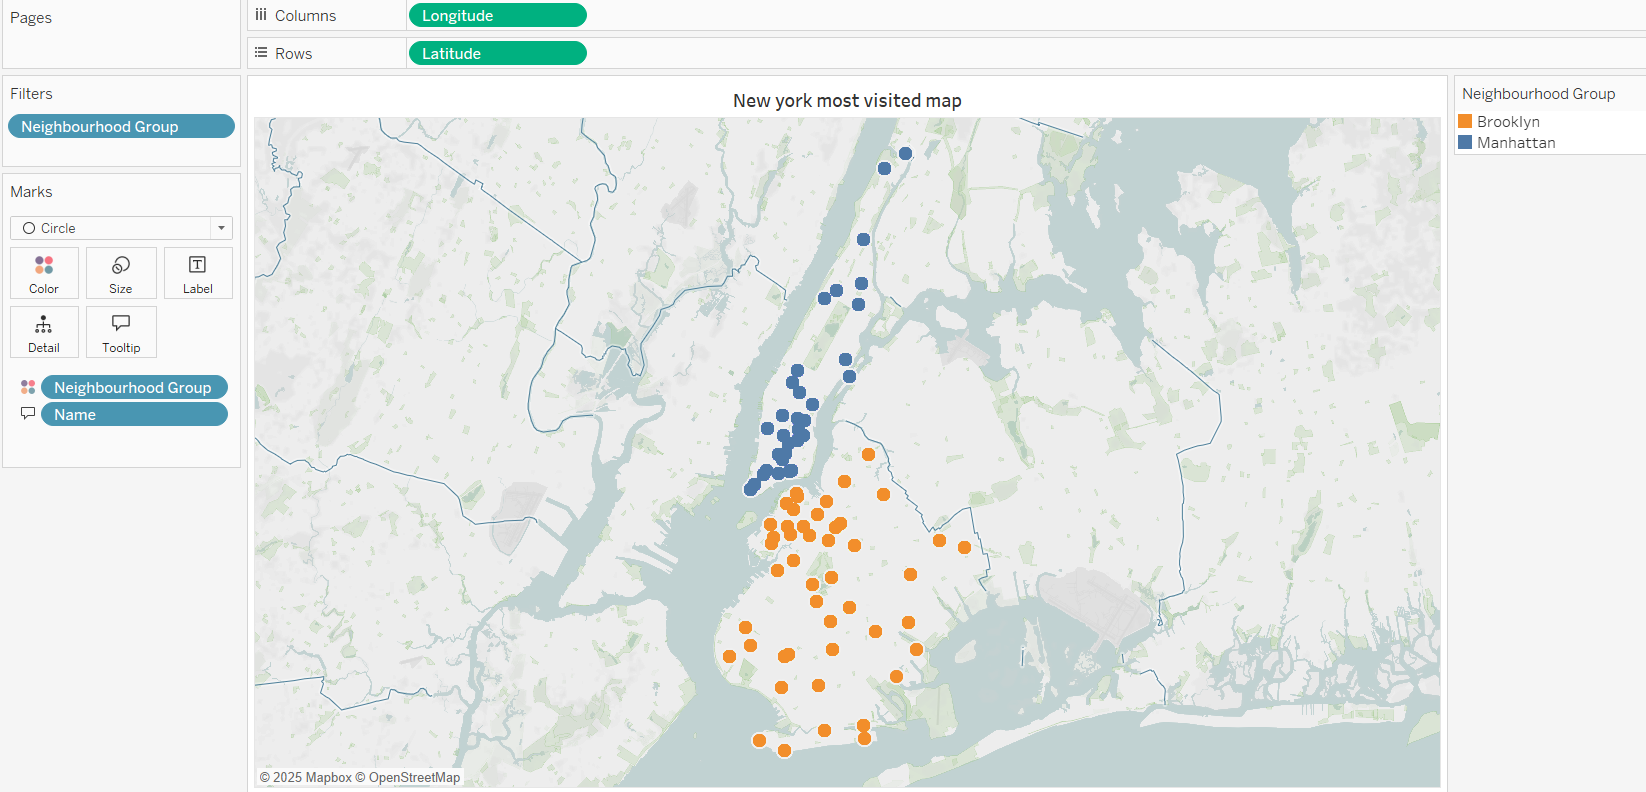 Pages
Columns
Longitude
Rows
Latitude
Filters
Neighbourhood Group
Marks
Circle
Color
Size
Label
Detail
Tooltip
Neighbourhood Group
Name
New york most visited map
© 2025 Mapbox © OpenStreetMap
Neighbourhood Group
Brooklyn
Manhattan